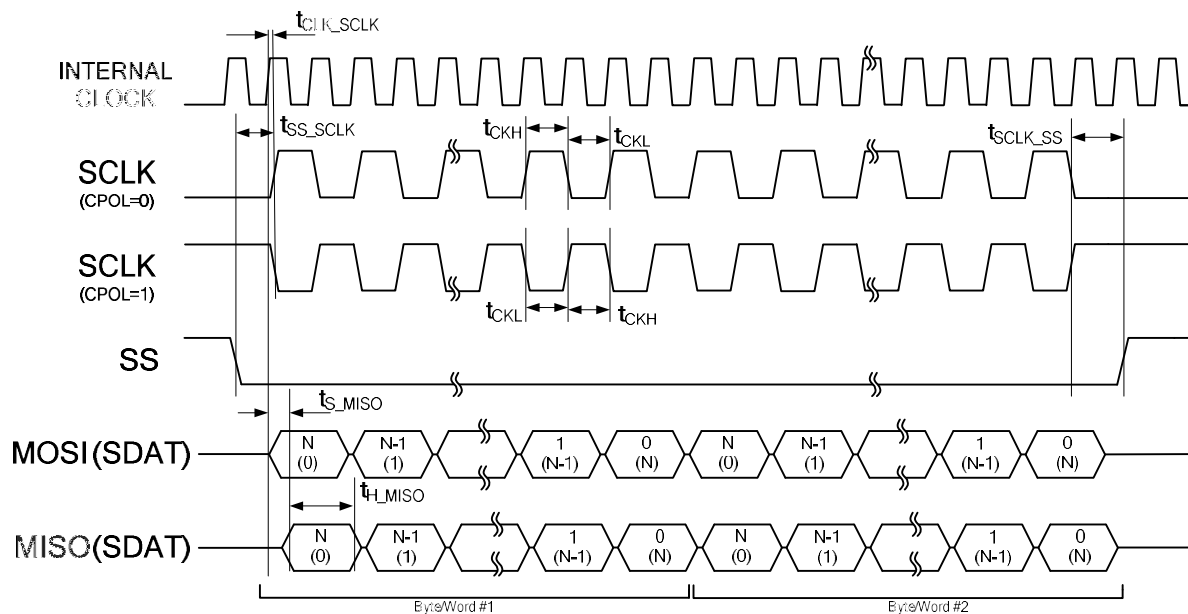 tCLK_SCLK
INTERNAL
CLOCK
tSS_SCLK
tCKH
tCKL
tSCLK_SS
SCLK
(CPOL=0)
SCLK
(CPOL=1)
tCKL
tCKH
SS
tS_MISO
MOSI(SDAT)
N N-1 1 0 N N-1 1 0
(0) (1) (N-1) (N) (0) (1) (N-1) (N)
tH_MISO
MISO(SDAT)
N N-1 1 0 N N-1 1 0
(0) (1) (N-1) (N) (0) (1) (N-1) (N)
Byte/Word #1 Byte/Word #2